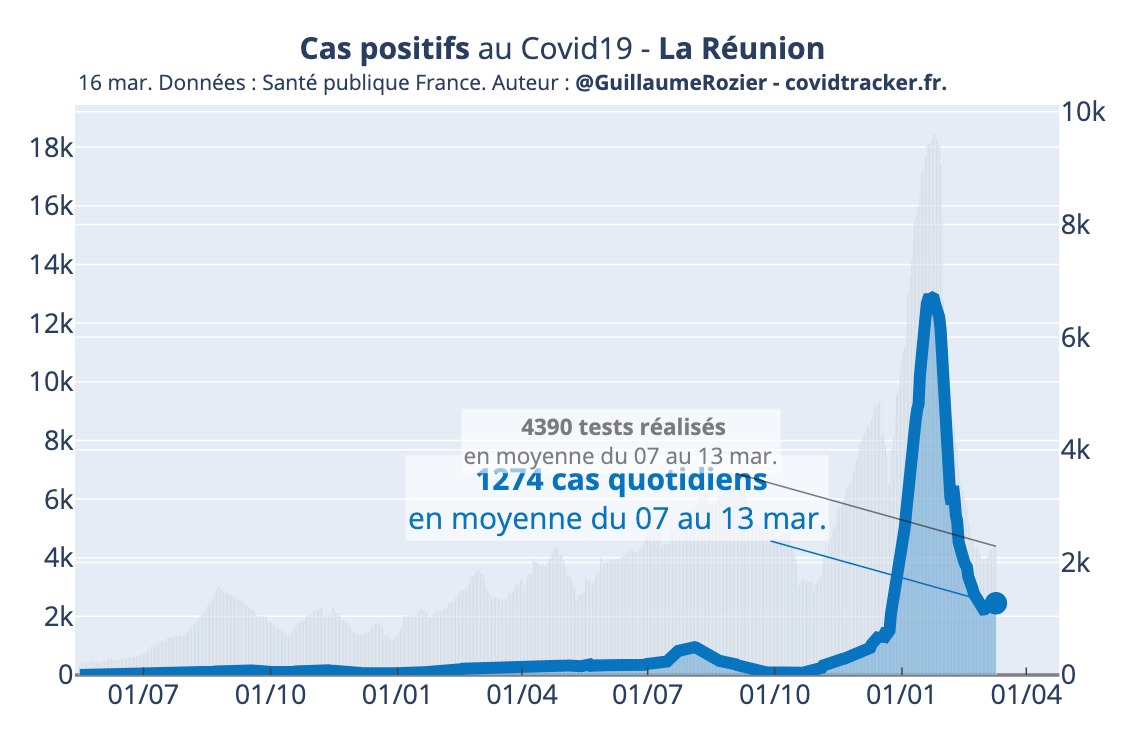 Cas positifs au Covid19 - La Réunion
16 mar. Données : Santé publique France. Auteur : @GuillaumeRozier - covidtracker.fr.
10k
18k
16k
8k
14k
12k
6k
10k
4390 tests réalisés
8k
4k
en moyenne du 07 au 13 mar.
1274 cas quotidiens
6k
en moyenne du 07 au 13 mar.
4k
2k
2k
0
0
01/07
01/10
01/01
01/04
01/07
01/10
01/01
01/04